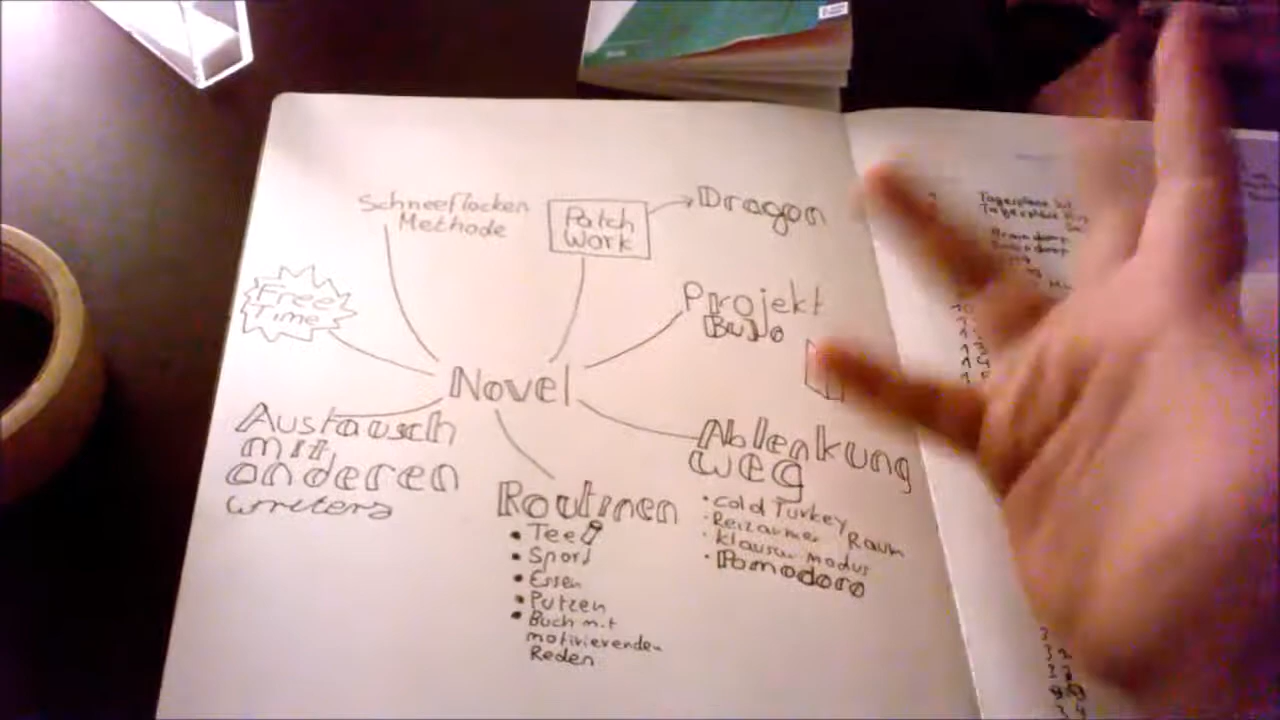 Schneeflocken
Methode
Patch
Work
Dragon
Free
Time
Projekt
BuJo
Novel
Austausch
mit
anderen
writers
Routinen
• Tee
• Sport
• Essen
• Putzen
• Buch mit
motivierenden
Reden
Ablenkung
weg
• Cold Turkey
• Reizarmer Raum
• Klausur modus
• Pomodoro
Braindump